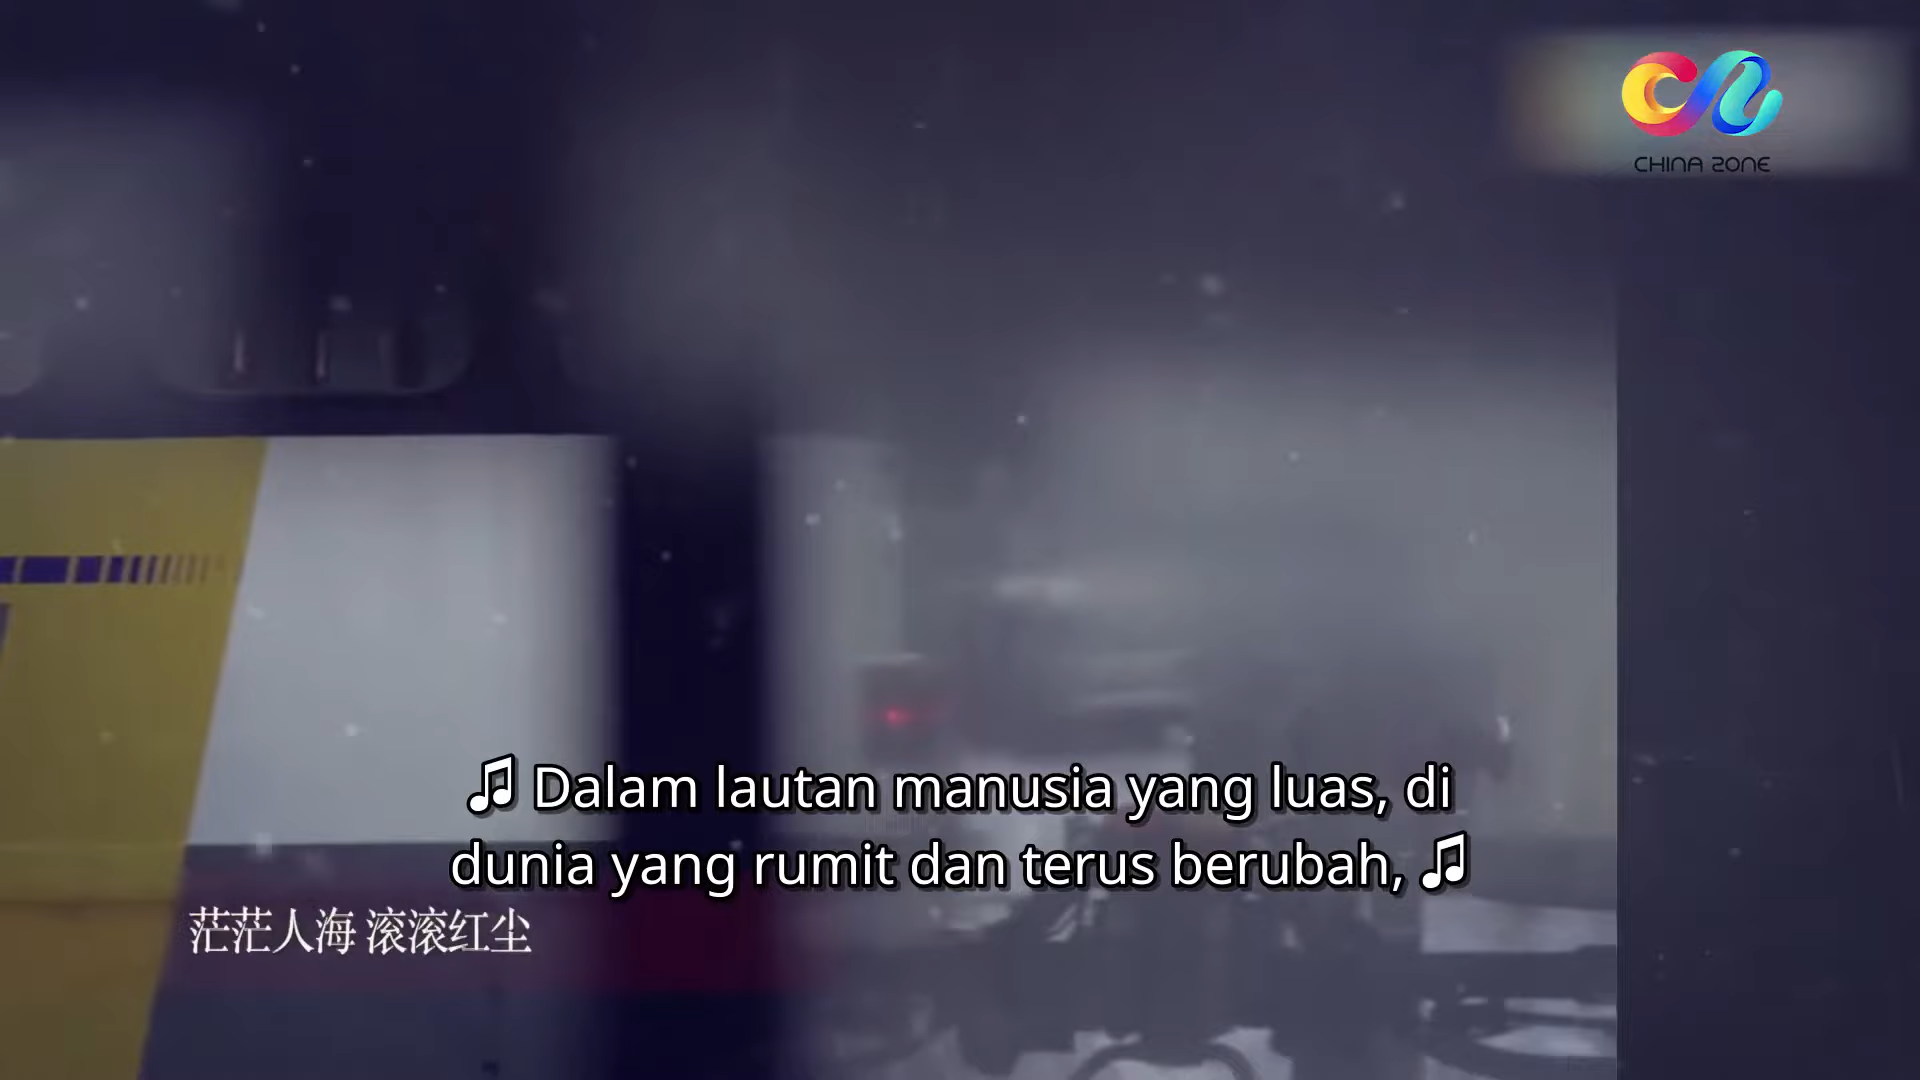 CHINA ZONE
♫ Dalam lautan manusia yang luas, di
dunia yang rumit dan terus berubah, ♫
茫茫人海 滚滚红尘